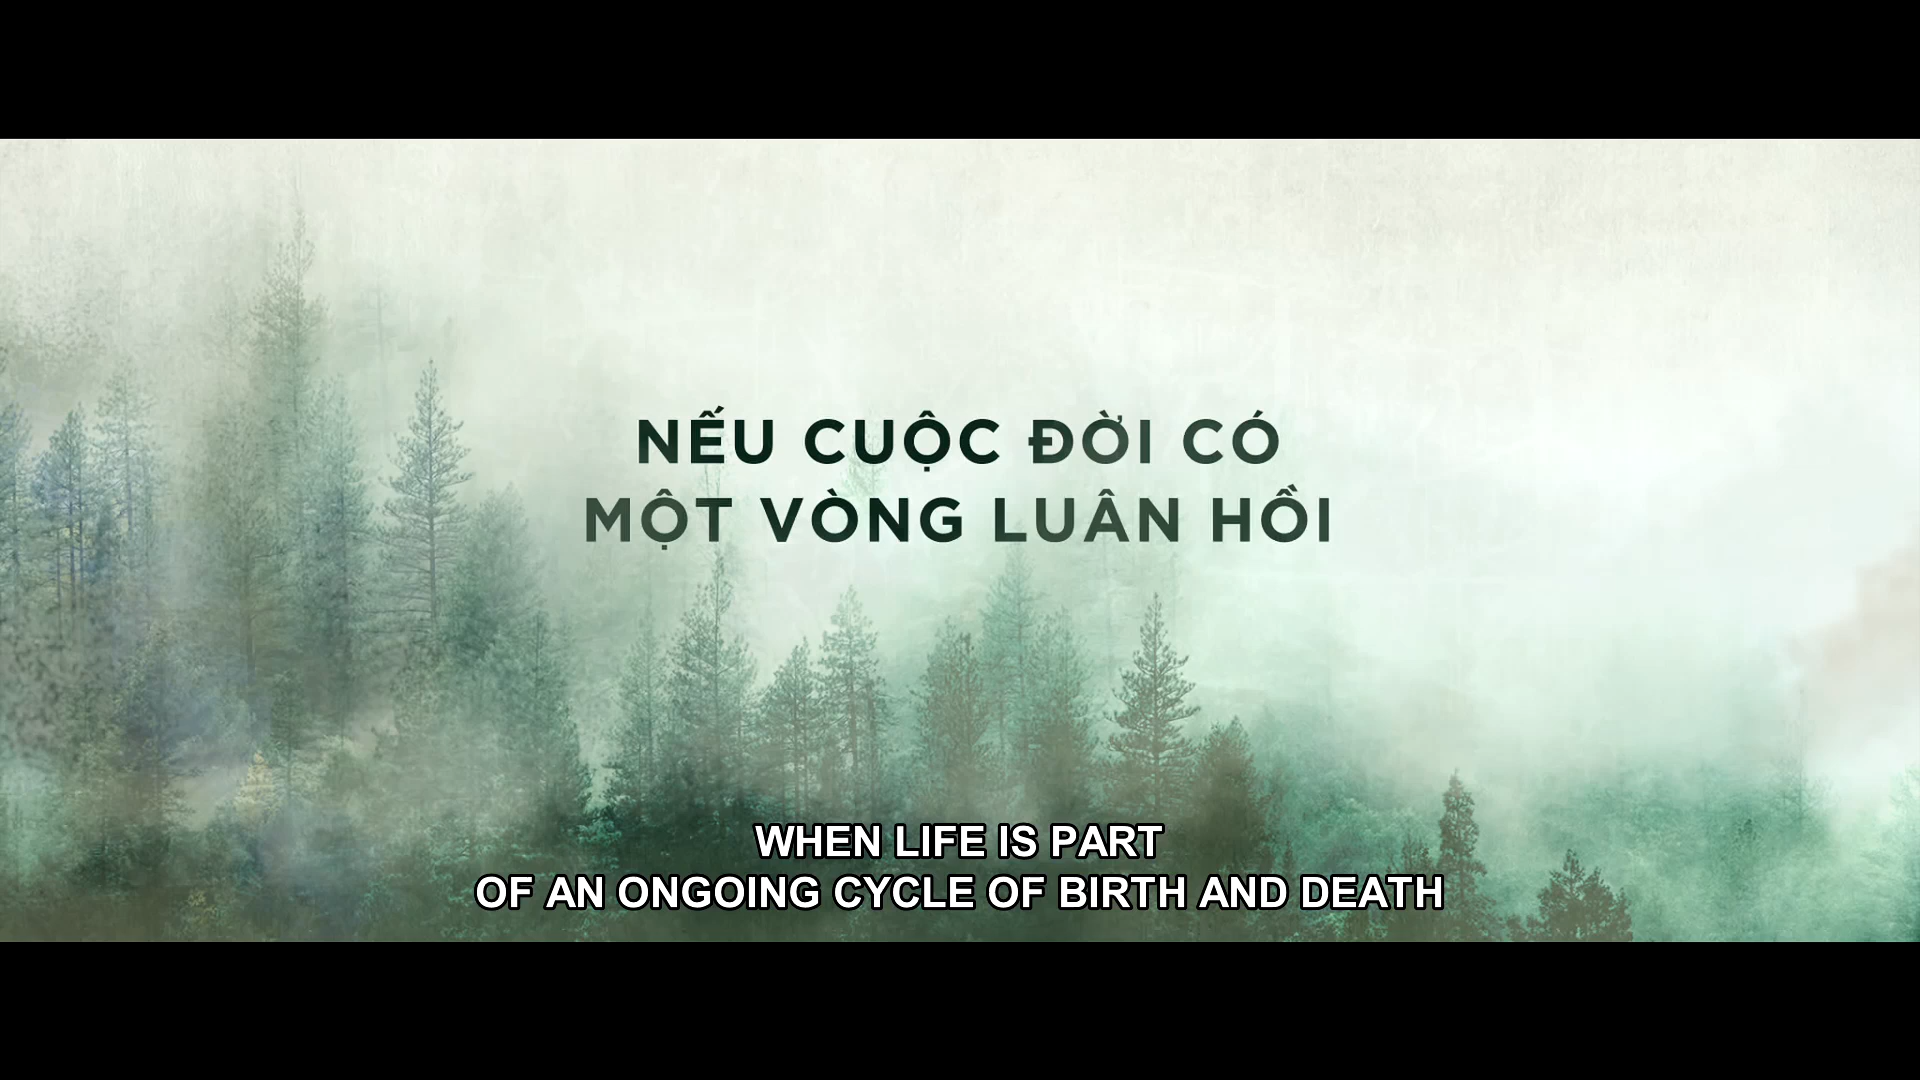 NẾU CUỘC ĐỜI CÓ
MỘT VÒNG LUÂN HỒI
WHEN LIFE IS PART
OF AN ONGOING CYCLE OF BIRTH AND DEATH